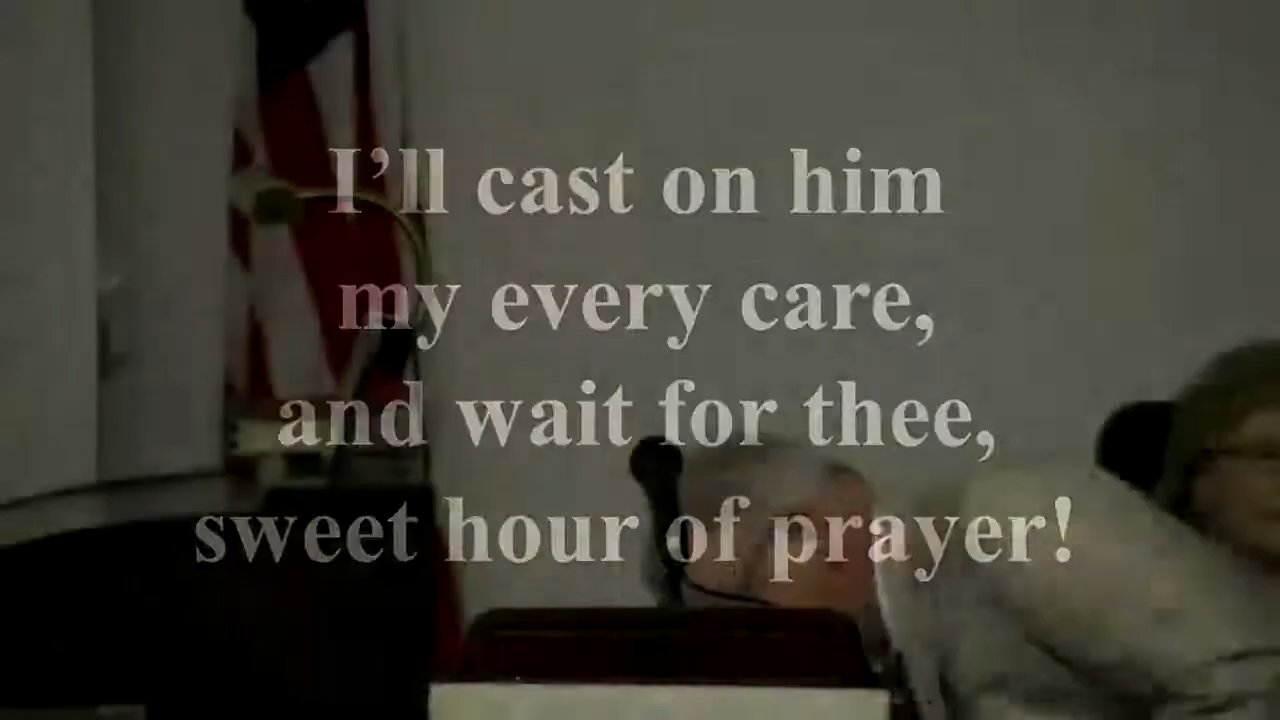 I’ll cast on him
my every care,
and wait for thee,
sweet hour of prayer!